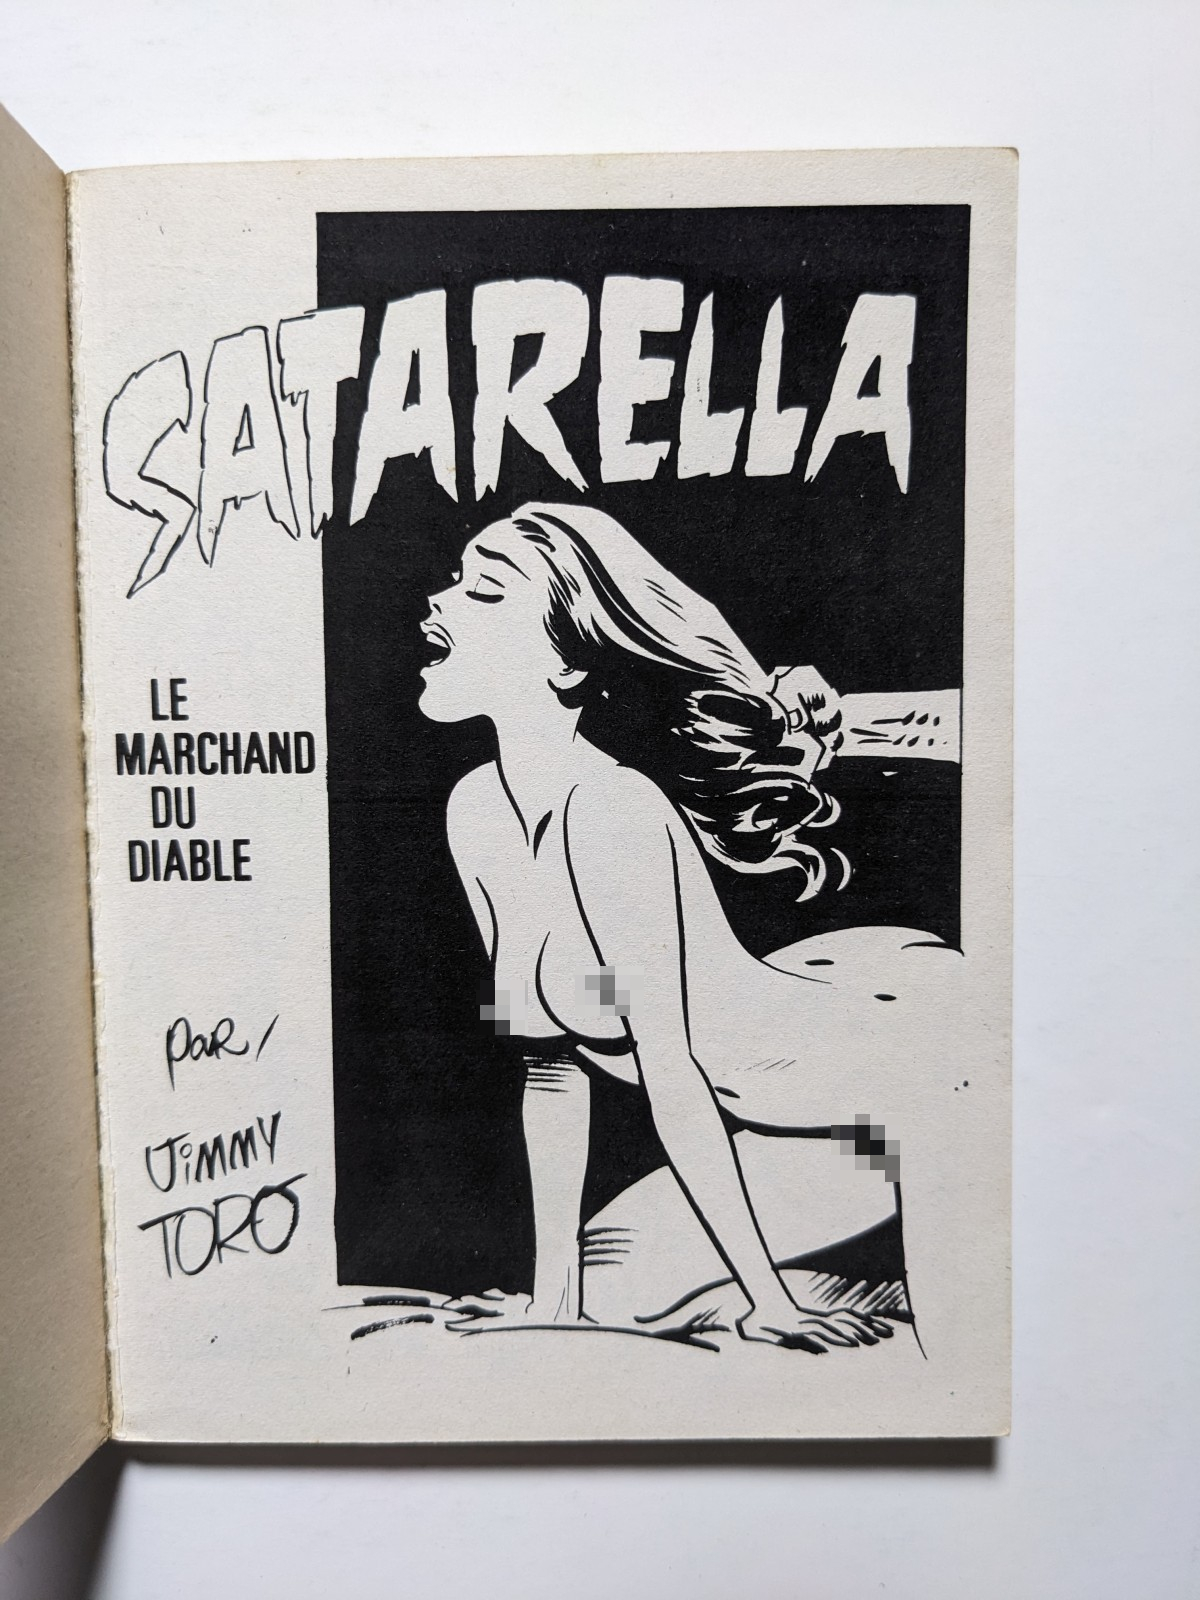 SATARELLA
LE
MARCHAND
DU
DIABLE
PaR/
JiMMY
TORO